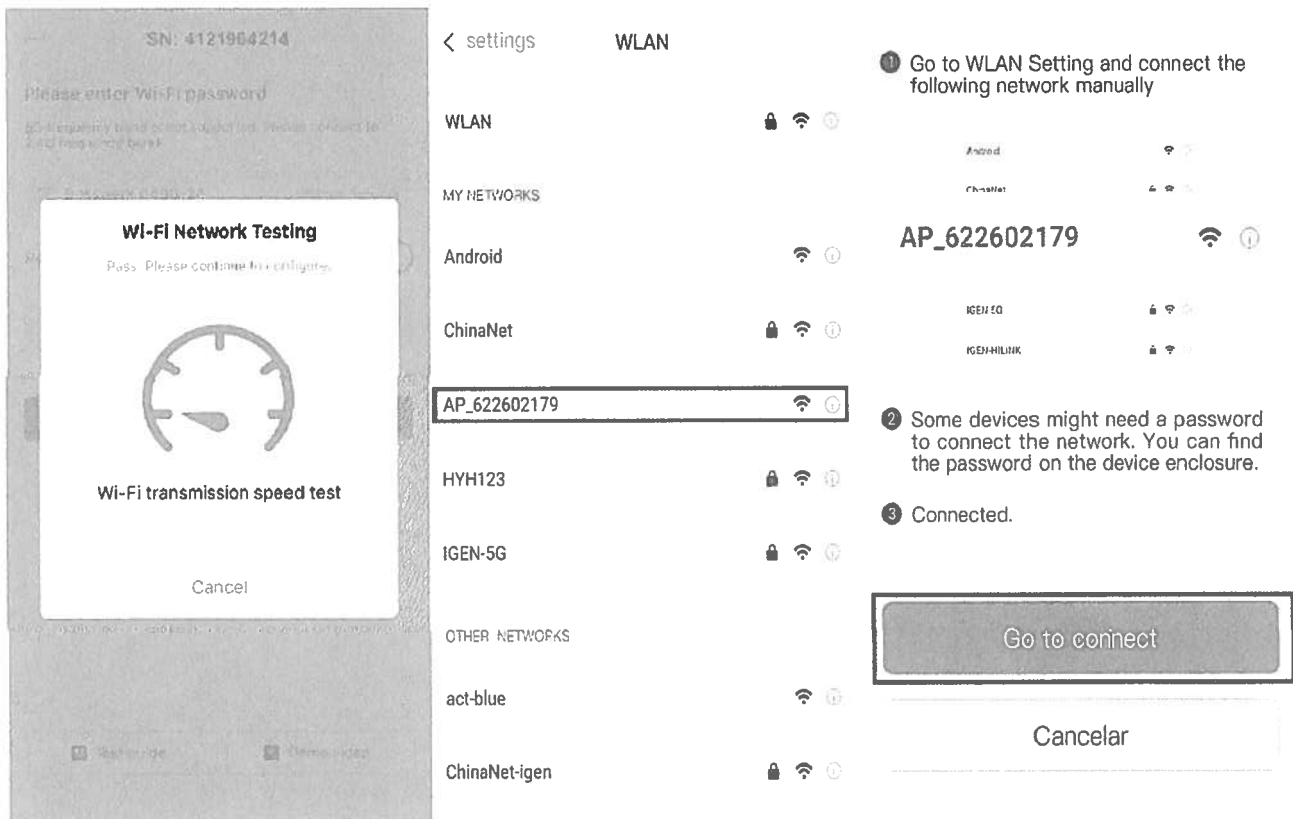 SN: 4121964214
Please enter Wi-Fi password
Wi-Fi Network Testing
Pass. Please continue to configure.
Wi-Fi transmission speed test
Cancel
settings
WLAN
WLAN
MY NETWORKS
Android
ChinaNet
AP_622602179
HYH123
IGEN-5G
OTHER NETWORKS
act-blue
ChinaNet-igen
1 Go to WLAN Setting and connect the
following network manually
Android
ChinaNet
AP_622602179
IGEN-HILINK
2 Some devices might need a password
to connect the network. You can find
the password on the device enclosure.
3 Connected.
Go to connect
Cancelar